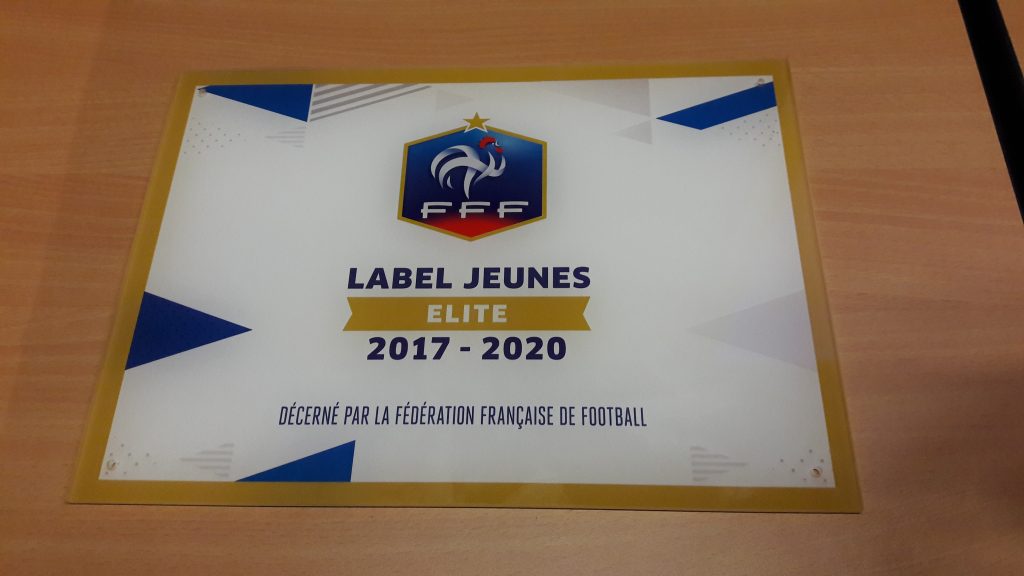 FFF
LABEL JEUNES
ELITE
2017 - 2020
DÉCERNÉ PAR LA FÉDÉRATION FRANÇAISE DE FOOTBALL